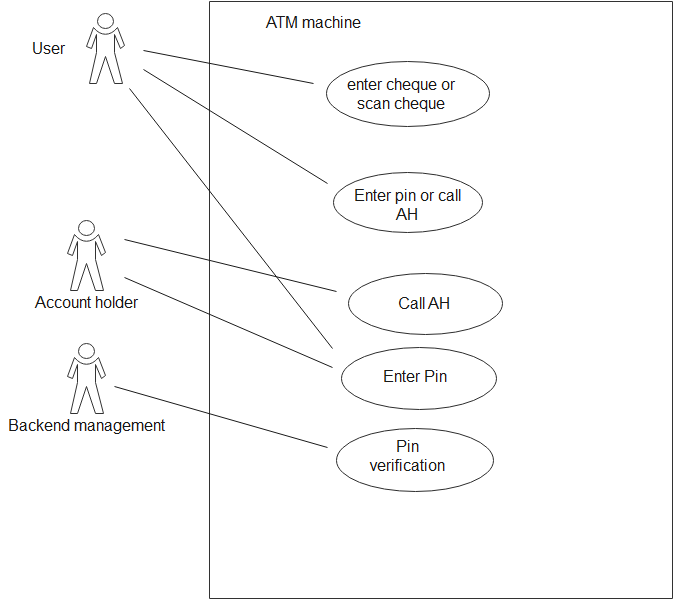 ATM machine
User
enter cheque or
scan cheque
Enter pin or call
AH
Account holder
Call AH
Enter Pin
Backend management
Pin
verification